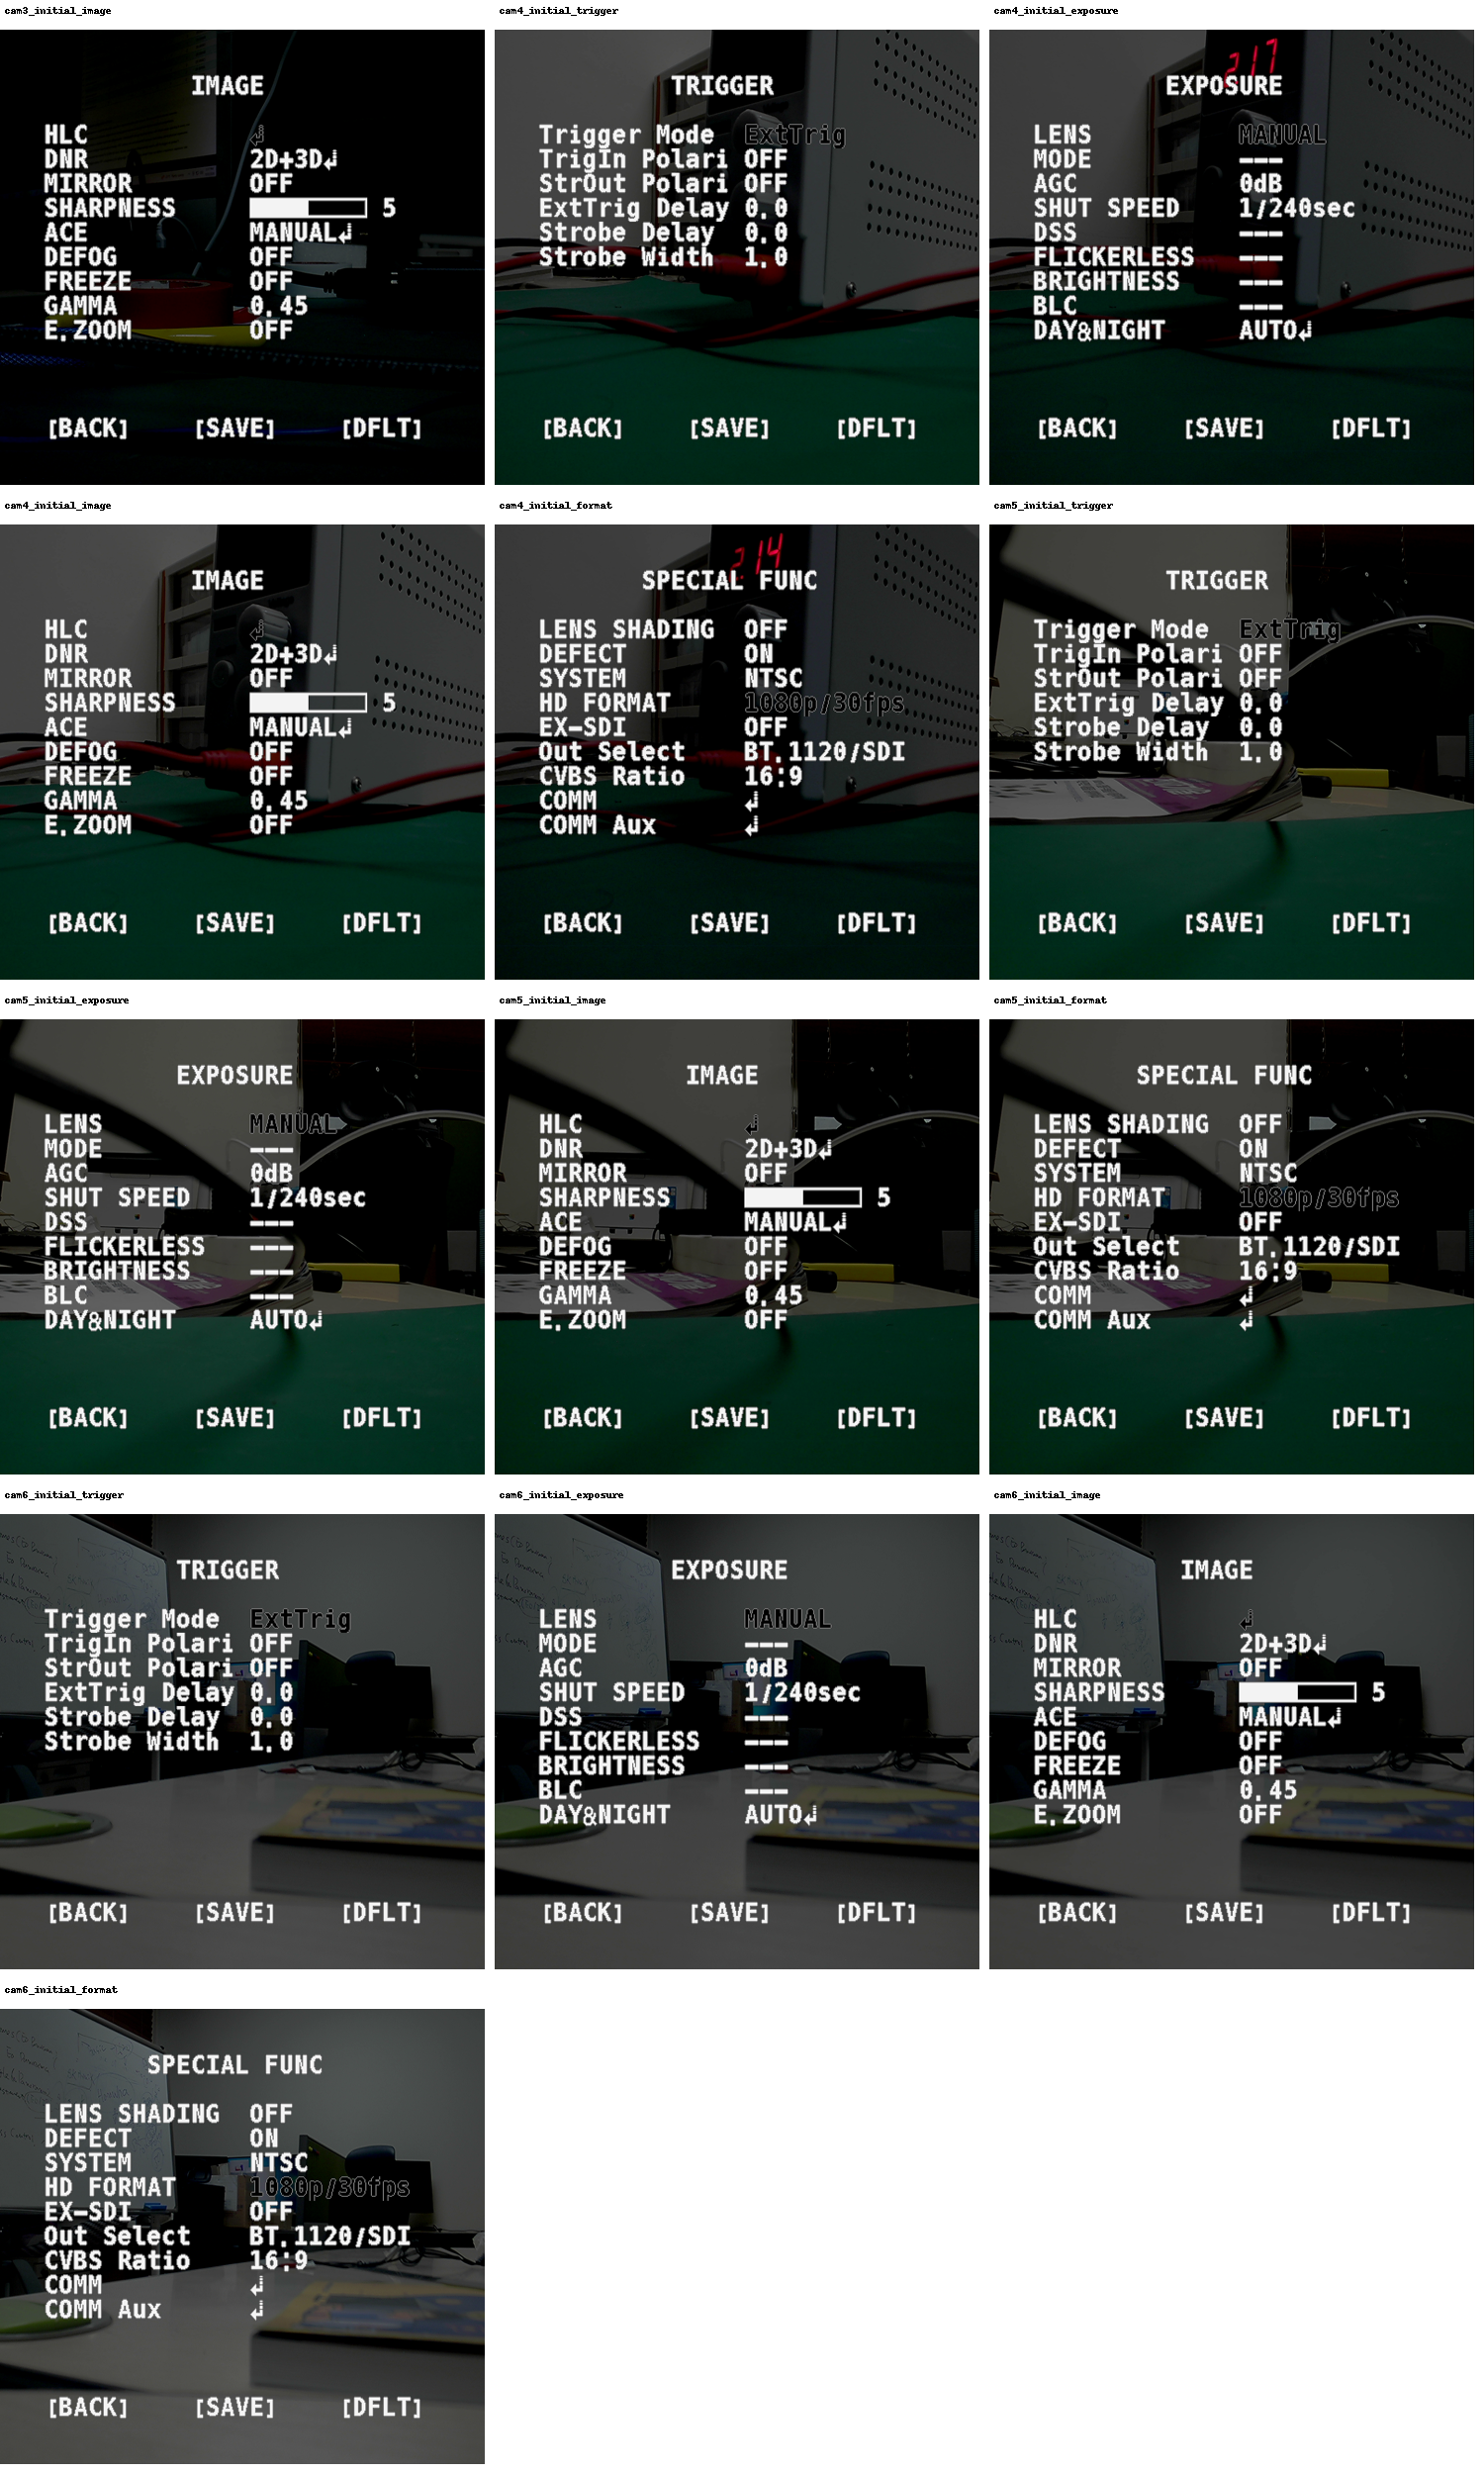 cam3_initial_image
IMAGE
HLC ↲
DNR 2D+3D↲
MIRROR OFF
SHARPNESS 5
ACE MANUAL↲
DEFOG OFF
FREEZE OFF
GAMMA 0.45
E.ZOOM OFF
[BACK] [SAVE] [DFLT]
cam4_initial_trigger
TRIGGER
Trigger Mode ExtTrig
TrigIn Polari OFF
StrOut Polari OFF
ExtTrig Delay 0.0
Strobe Delay 0.0
Strobe Width 1.0
[BACK] [SAVE] [DFLT]
cam4_initial_exposure
217
EXPOSURE
LENS MANUAL
MODE ---
AGC 0dB
SHUT SPEED 1/240sec
DSS ---
FLICKERLESS ---
BRIGHTNESS ---
BLC ---
DAY&NIGHT AUTO↲
[BACK] [SAVE] [DFLT]
cam4_initial_image
IMAGE
HLC ↲
DNR 2D+3D↲
MIRROR OFF
SHARPNESS 5
ACE MANUAL↲
DEFOG OFF
FREEZE OFF
GAMMA 0.45
E.ZOOM OFF
[BACK] [SAVE] [DFLT]
cam4_initial_format
214
SPECIAL FUNC
LENS SHADING OFF
DEFECT ON
SYSTEM NTSC
HD FORMAT 1080p/30fps
EX-SDI OFF
Out Select BT.1120/SDI
CVBS Ratio 16:9
COMM ↲
COMM Aux ↲
[BACK] [SAVE] [DFLT]
cam5_initial_trigger
TRIGGER
Trigger Mode ExtTrig
TrigIn Polari OFF
StrOut Polari OFF
ExtTrig Delay 0.0
Strobe Delay 0.0
Strobe Width 1.0
[BACK] [SAVE] [DFLT]
cam5_initial_exposure
EXPOSURE
LENS MANUAL
MODE ---
AGC 0dB
SHUT SPEED 1/240sec
DSS ---
FLICKERLESS ---
BRIGHTNESS ---
BLC ---
DAY&NIGHT AUTO↲
[BACK] [SAVE] [DFLT]
cam5_initial_image
IMAGE
HLC ↲
DNR 2D+3D↲
MIRROR OFF
SHARPNESS 5
ACE MANUAL↲
DEFOG OFF
FREEZE OFF
GAMMA 0.45
E.ZOOM OFF
[BACK] [SAVE] [DFLT]
cam5_initial_format
SPECIAL FUNC
LENS SHADING OFF
DEFECT ON
SYSTEM NTSC
HD FORMAT 1080p/30fps
EX-SDI OFF
Out Select BT.1120/SDI
CVBS Ratio 16:9
COMM ↲
COMM Aux ↲
[BACK] [SAVE] [DFLT]
cam6_initial_trigger
TRIGGER
Trigger Mode ExtTrig
TrigIn Polari OFF
StrOut Polari OFF
ExtTrig Delay 0.0
Strobe Delay 0.0
Strobe Width 1.0
[BACK] [SAVE] [DFLT]
cam6_initial_exposure
EXPOSURE
LENS MANUAL
MODE ---
AGC 0dB
SHUT SPEED 1/240sec
DSS ---
FLICKERLESS ---
BRIGHTNESS ---
BLC ---
DAY&NIGHT AUTO↲
[BACK] [SAVE] [DFLT]
cam6_initial_image
IMAGE
HLC ↲
DNR 2D+3D↲
MIRROR OFF
SHARPNESS 5
ACE MANUAL↲
DEFOG OFF
FREEZE OFF
GAMMA 0.45
E.ZOOM OFF
[BACK] [SAVE] [DFLT]
cam6_initial_format
SPECIAL FUNC
LENS SHADING OFF
DEFECT ON
SYSTEM NTSC
HD FORMAT 1080p/30fps
EX-SDI OFF
Out Select BT.1120/SDI
CVBS Ratio 16:9
COMM ↲
COMM Aux ↲
[BACK] [SAVE] [DFLT]